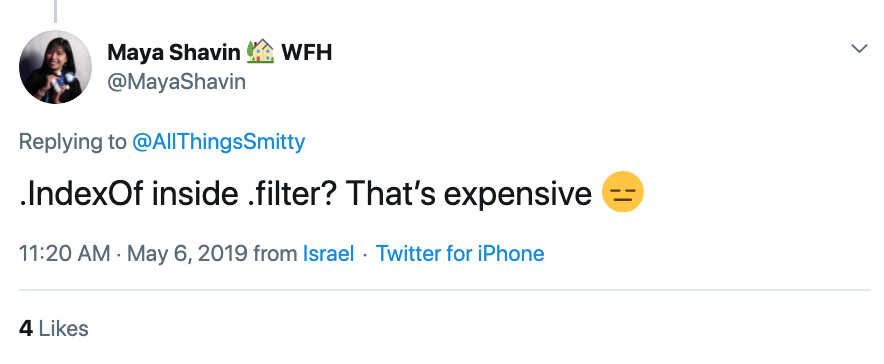 Maya Shavin 🏡 WFH
@MayaShavin
Replying to @AllThingsSmitty
.IndexOf inside .filter? That’s expensive 😑
11:20 AM · May 6, 2019 from Israel · Twitter for iPhone
4 Likes